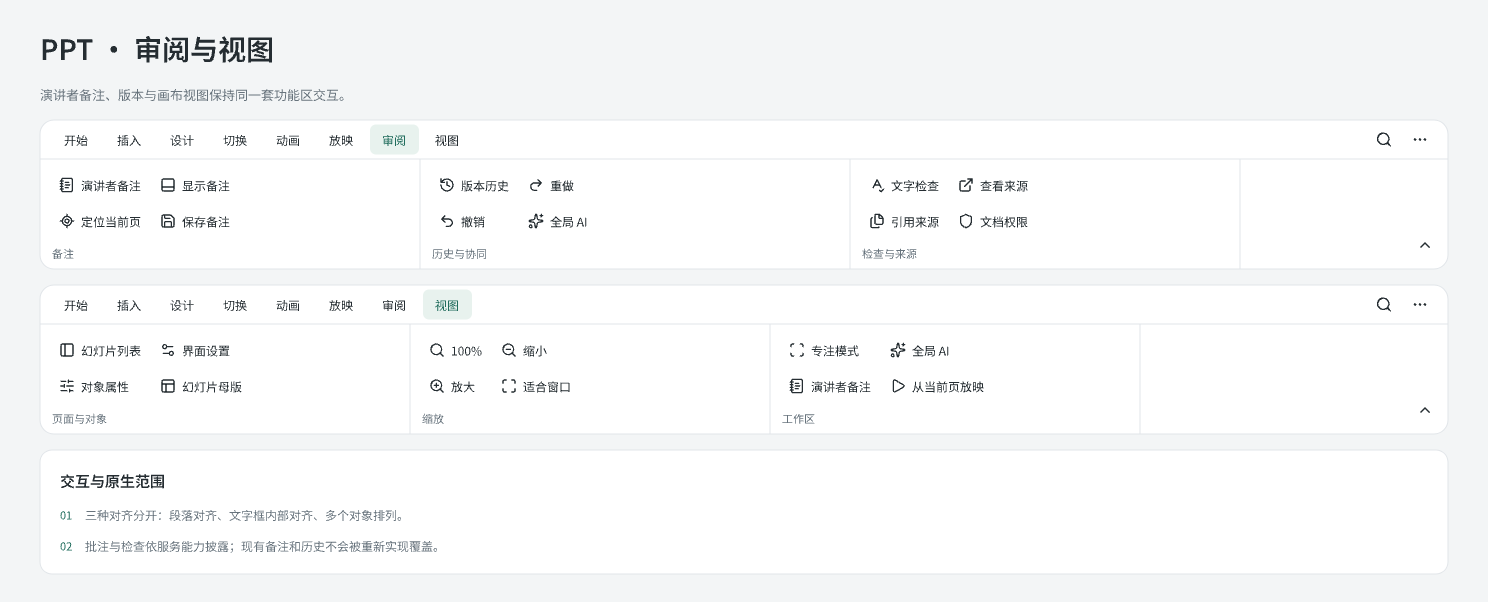 PPT · 审阅与视图
演讲者备注、版本与画布视图保持同一套功能区交互。
开始 插入 设计 切换 动画 放映 审阅 视图
演讲者备注 显示备注 版本历史 重做 文字检查 查看来源
定位当前页 保存备注 撤销 全局 AI 引用来源 文档权限
备注 历史与协同 检查与来源
开始 插入 设计 切换 动画 放映 审阅 视图
幻灯片列表 界面设置 100% 缩小 专注模式 全局 AI
对象属性 幻灯片母版 放大 适合窗口 演讲者备注 从当前页放映
页面与对象 缩放 工作区
交互与原生范围
01 三种对齐分开：段落对齐、文字框内部对齐、多个对象排列。
02 批注与检查依服务能力披露；现有备注和历史不会被重新实现覆盖。